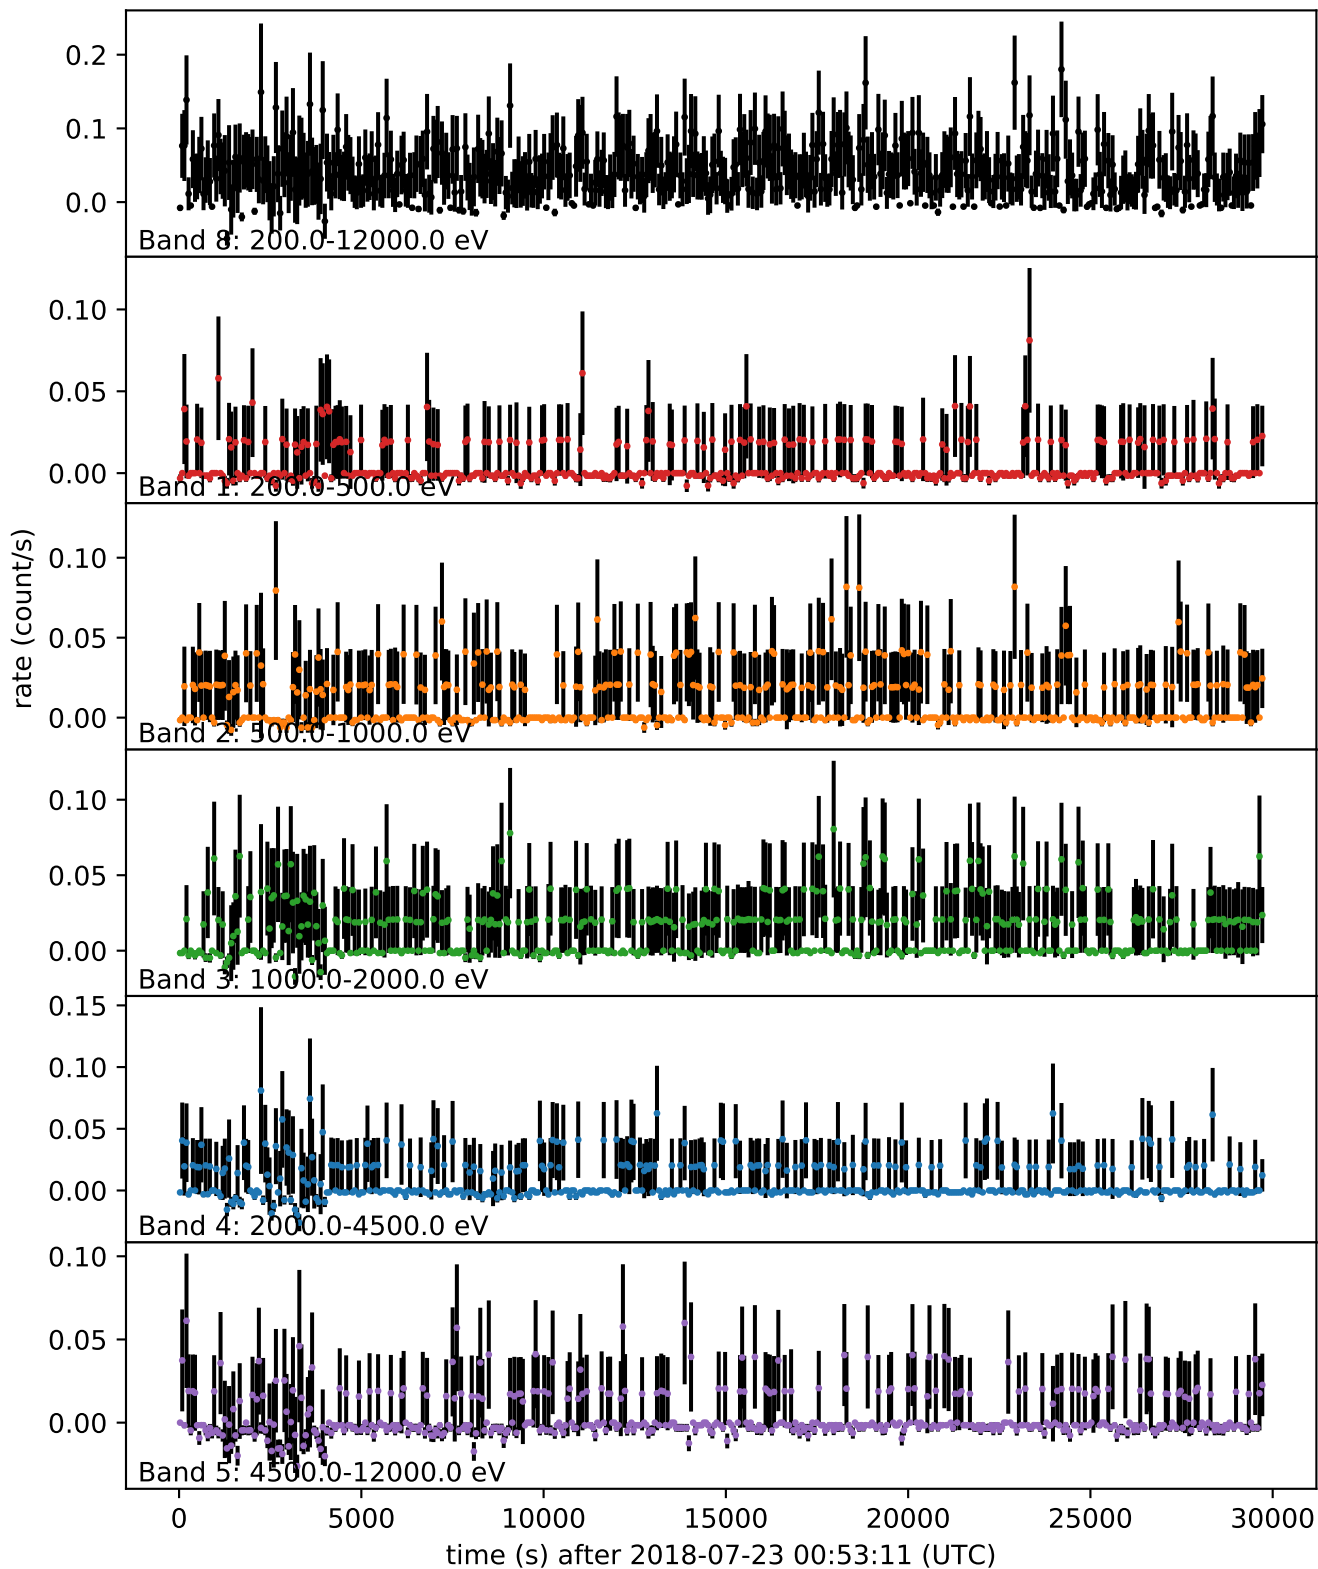 0.2
0.1
0.0
Band 8: 200.0-12000.0 eV
0.10
0.05
0.00
Band 1: 200.0-500.0 eV
rate (count/s)
0.10
0.05
0.00
Band 2: 500.0-1000.0 eV
0.10
0.05
0.00
Band 3: 1000.0-2000.0 eV
0.15
0.10
0.05
0.00
Band 4: 2000.0-4500.0 eV
0.10
0.05
0.00
Band 5: 4500.0-12000.0 eV
0 5000 10000 15000 20000 25000 30000
time (s) after 2018-07-23 00:53:11 (UTC)